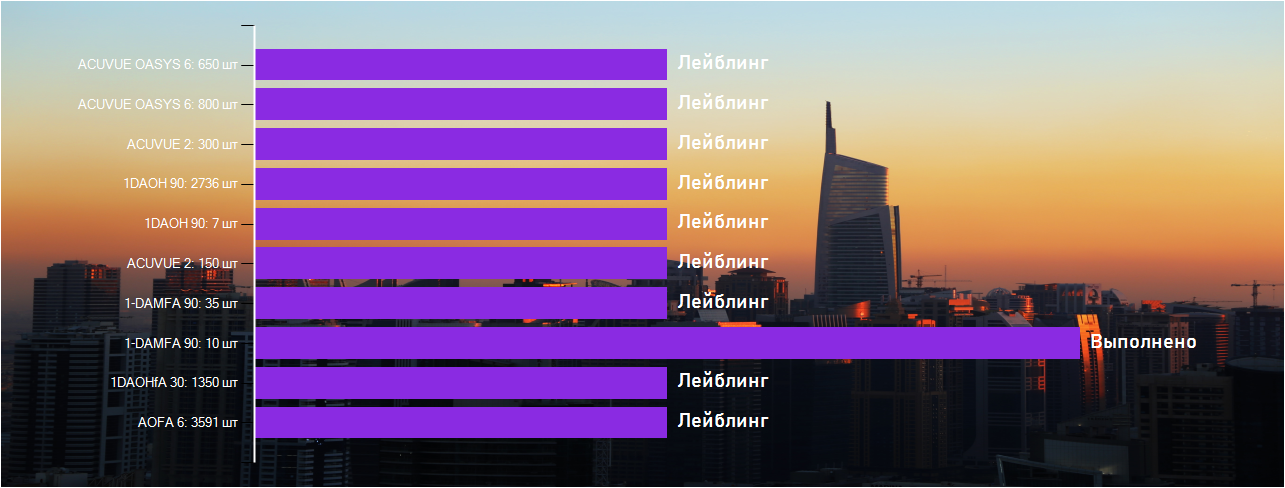 ACUVUE OASYS 6: 650 шт Лейблинг
ACUVUE OASYS 6: 800 шт Лейблинг
ACUVUE 2: 300 шт Лейблинг
1DAOH 90: 2736 шт Лейблинг
1DAOH 90: 7 шт Лейблинг
ACUVUE 2: 150 шт Лейблинг
1-DAMFA 90: 35 шт Лейблинг
1-DAMFA 90: 10 шт Выполнено
1DAOHfA 30: 1350 шт Лейблинг
AOFA 6: 3591 шт Лейблинг